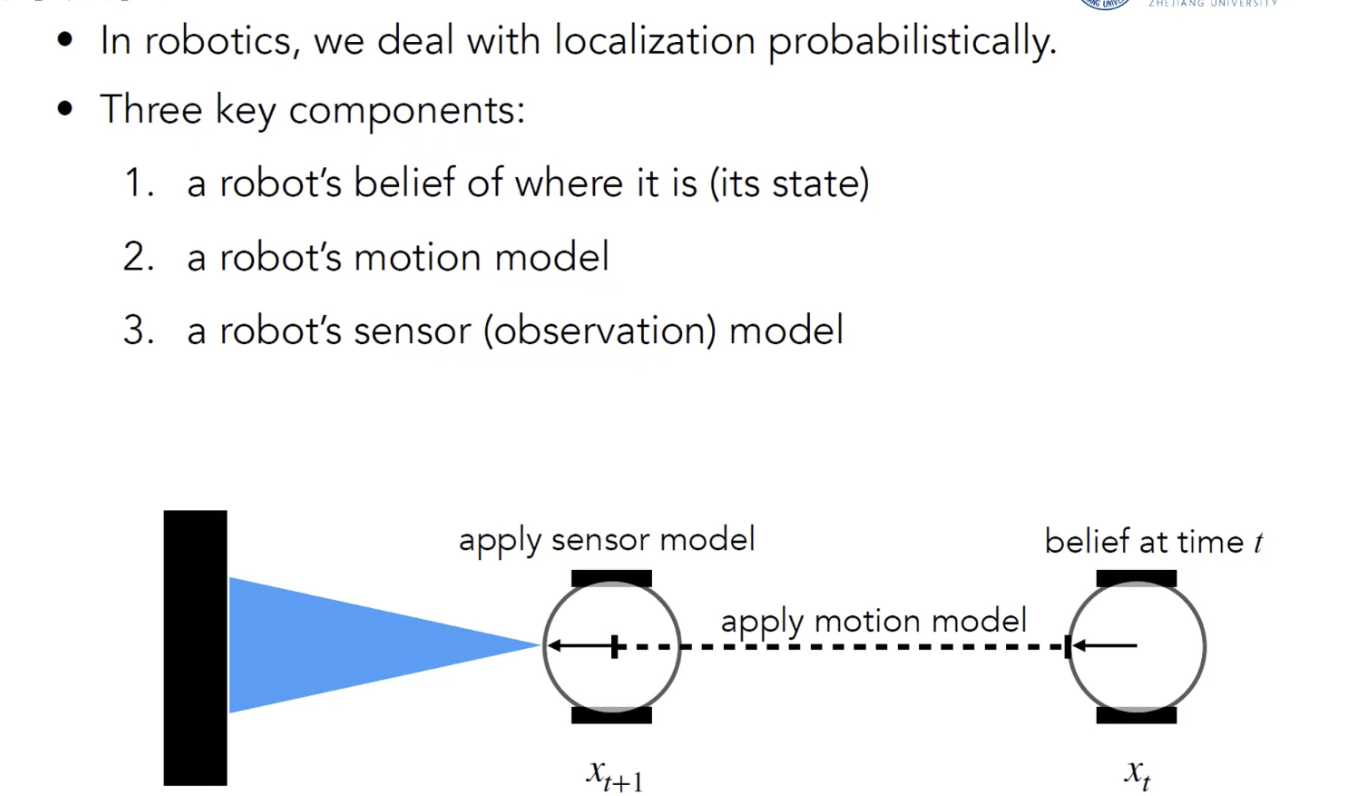 ZHEJIANG UNIVERSITY
• In robotics, we deal with localization probabilistically.
• Three key components:
1. a robot’s belief of where it is (its state)
2. a robot’s motion model
3. a robot’s sensor (observation) model
apply sensor model
belief at time t
apply motion model
xt+1
xt